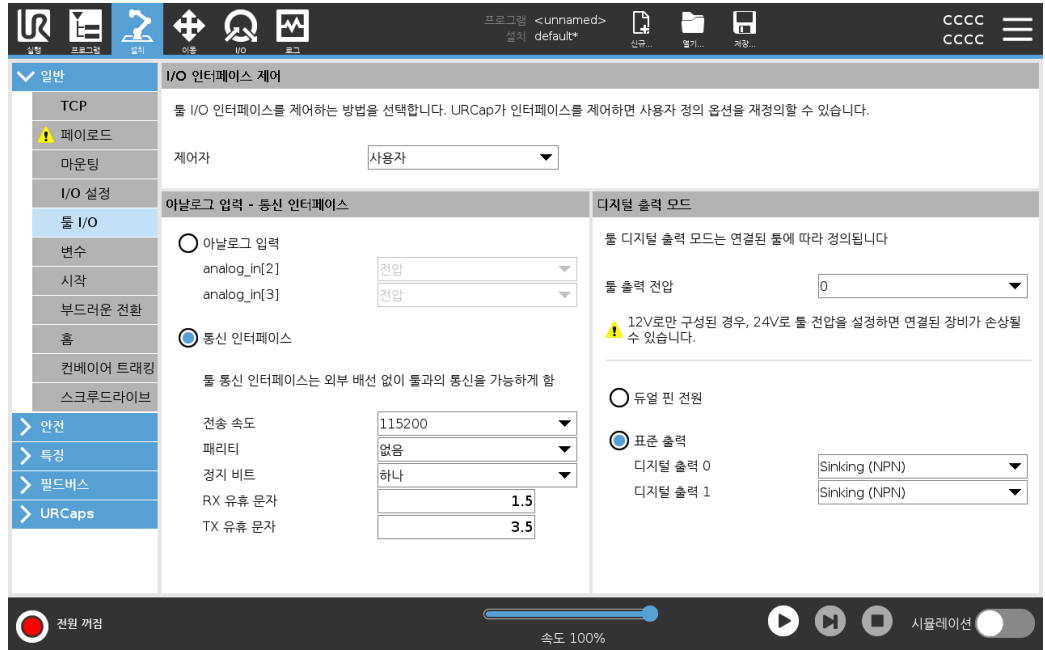 UR
실행
프로그램
설치
이동
I/O
로그
프로그램 <unnamed>
설치 default*
신규...
열기...
저장...
CCCC
CCCC
일반
TCP
페이로드
마운팅
I/O 설정
툴 I/O
변수
시작
부드러운 전환
홈
컨베이어 트래킹
스크루드라이브
안전
특징
필드버스
URCaps
I/O 인터페이스 제어
툴 I/O 인터페이스를 제어하는 방법을 선택합니다. URCap가 인터페이스를 제어하면 사용자 정의 옵션을 재정의할 수 있습니다.
제어자 사용자
아날로그 입력 - 통신 인터페이스
아날로그 입력
analog_in[2] 전압
analog_in[3] 전압
통신 인터페이스
툴 통신 인터페이스는 외부 배선 없이 툴과의 통신을 가능하게 함
전송 속도 115200
패리티 없음
정지 비트 하나
RX 유휴 문자 1.5
TX 유휴 문자 3.5
디지털 출력 모드
툴 디지털 출력 모드는 연결된 툴에 따라 정의됩니다
툴 출력 전압 0
12V로만 구성된 경우, 24V로 툴 전압을 설정하면 연결된 장비가 손상될
수 있습니다.
듀얼 핀 전원
표준 출력
디지털 출력 0 Sinking (NPN)
디지털 출력 1 Sinking (NPN)
전원 꺼짐
속도 100%
시뮬레이션